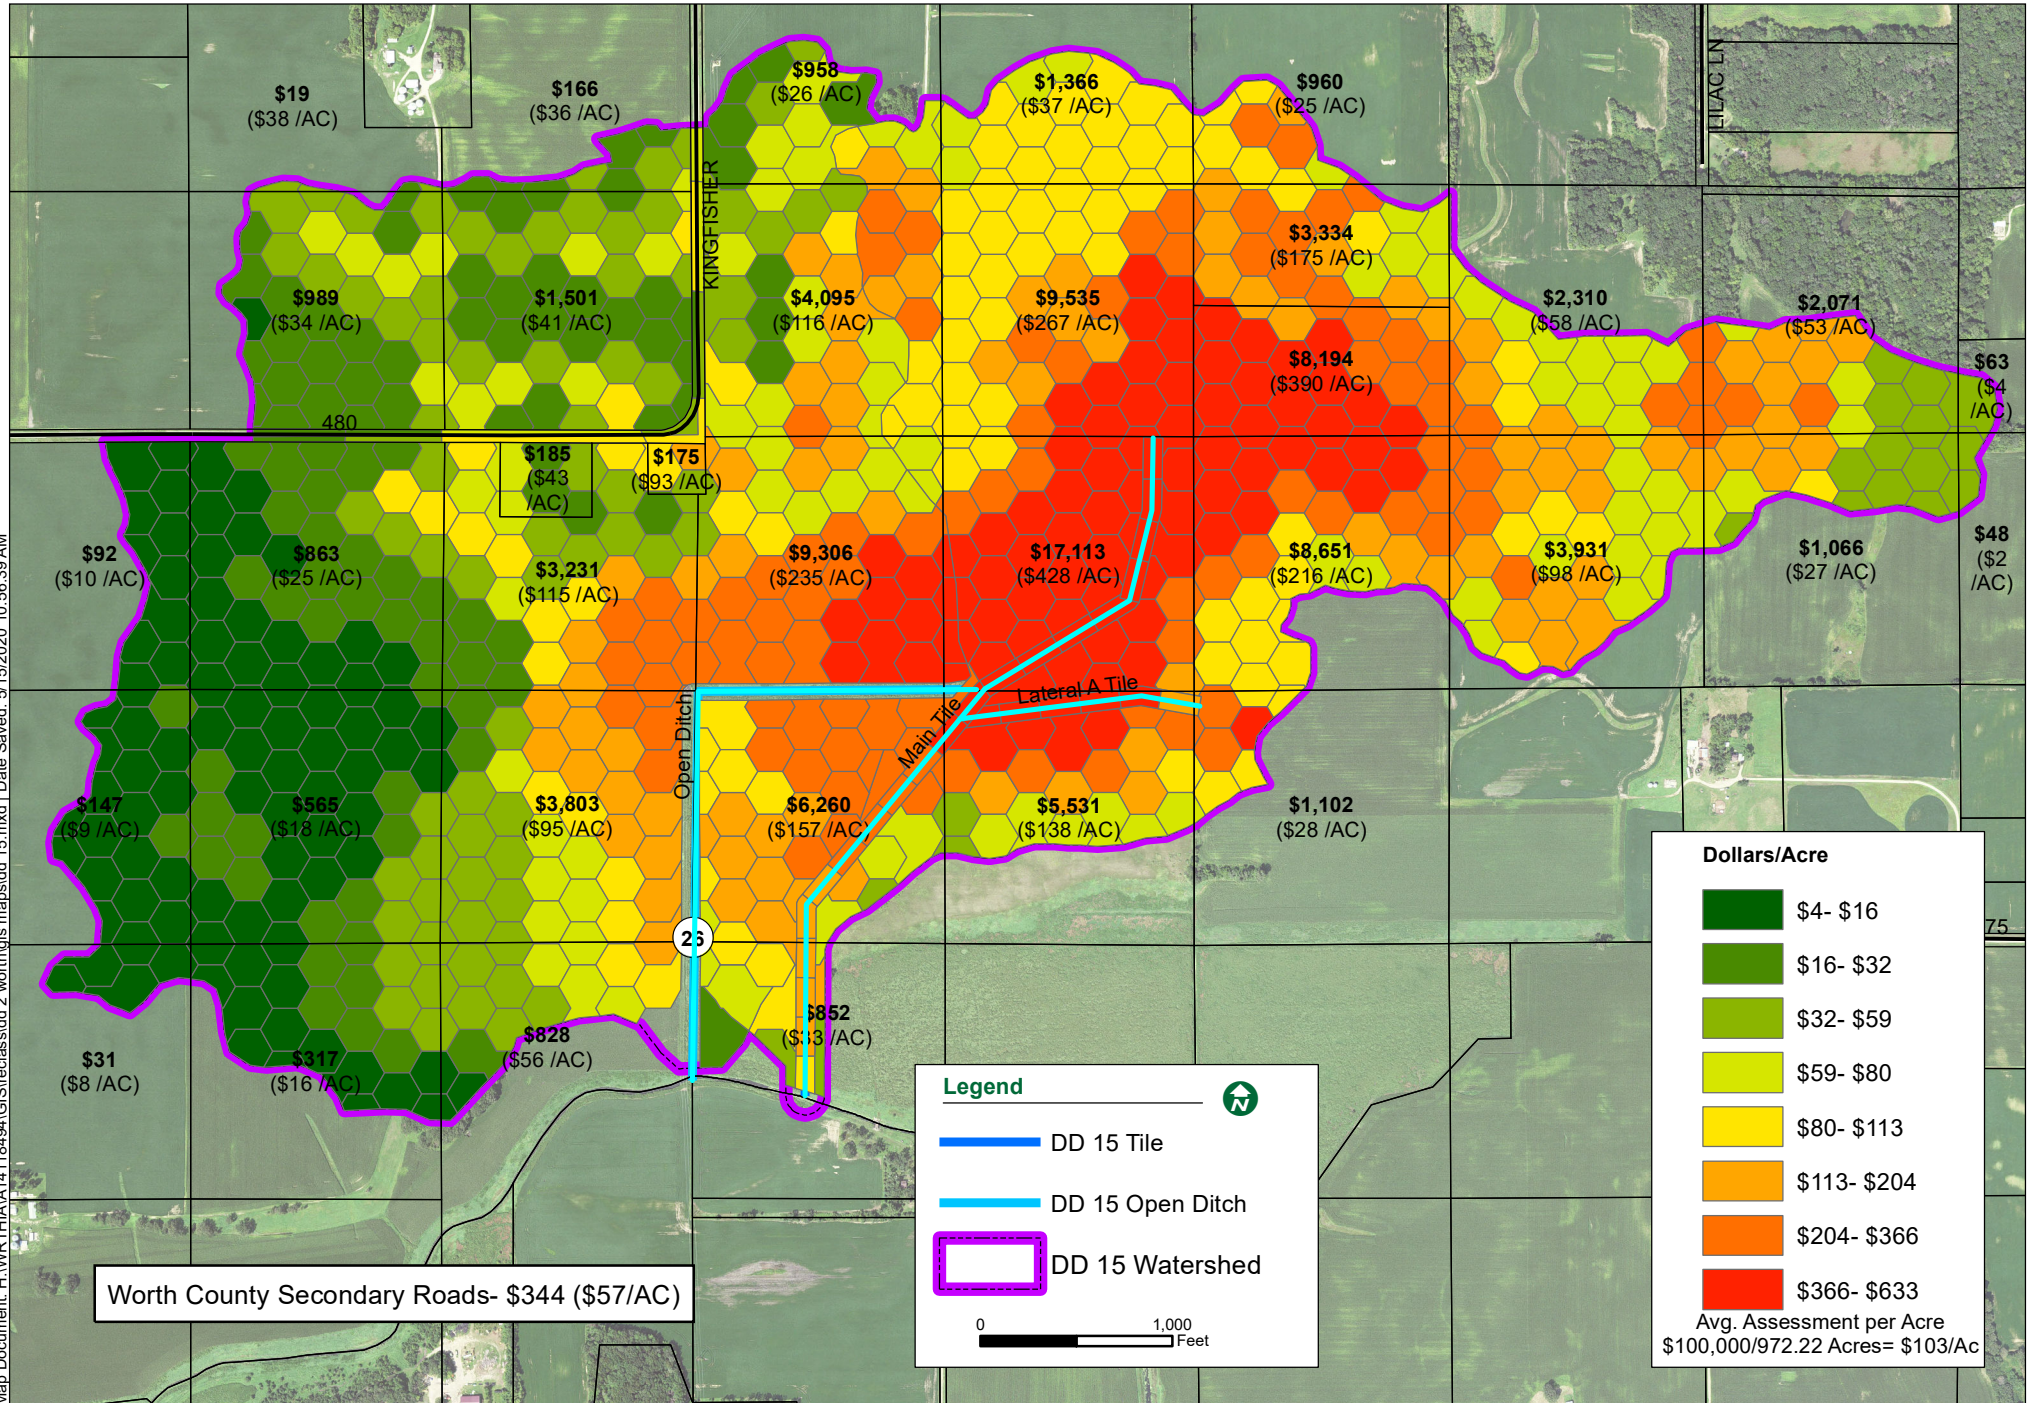 $19
($38 /AC)
$166
($36 /AC)
$958
($26 /AC)
$1,366
($37 /AC)
$960
($25 /AC)
LILAC LN
KINGFISHER
$989
($34 /AC)
$1,501
($41 /AC)
$4,095
($116 /AC)
$9,535
($267 /AC)
$3,334
($175 /AC)
$8,194
($390 /AC)
$2,310
($58 /AC)
$2,071
($53 /AC)
$63
($4
/AC)
480
$185
($43
/AC)
$175
($93 /AC)
$92
($10 /AC)
$863
($25 /AC)
$3,231
($115 /AC)
$9,306
($235 /AC)
$17,113
($428 /AC)
$8,651
($216 /AC)
$3,931
($98 /AC)
$1,066
($27 /AC)
$48
($2
/AC)
Open Ditch
Main Tile
Lateral A Tile
$147
($9 /AC)
$565
($18 /AC)
$3,803
($95 /AC)
$6,260
($157 /AC)
$5,531
($138 /AC)
$1,102
($28 /AC)
26
75
$31
($8 /AC)
$317
($16 /AC)
$828
($56 /AC)
$852
($33 /AC)
Worth County Secondary Roads- $344 ($57/AC)
Legend
N
DD 15 Tile
DD 15 Open Ditch
DD 15 Watershed
0 1,000
Feet
Dollars/Acre
$4- $16
$16- $32
$32- $59
$59- $80
$80- $113
$113- $204
$204- $366
$366- $633
Avg. Assessment per Acre
$100,000/972.22 Acres= $103/Ac